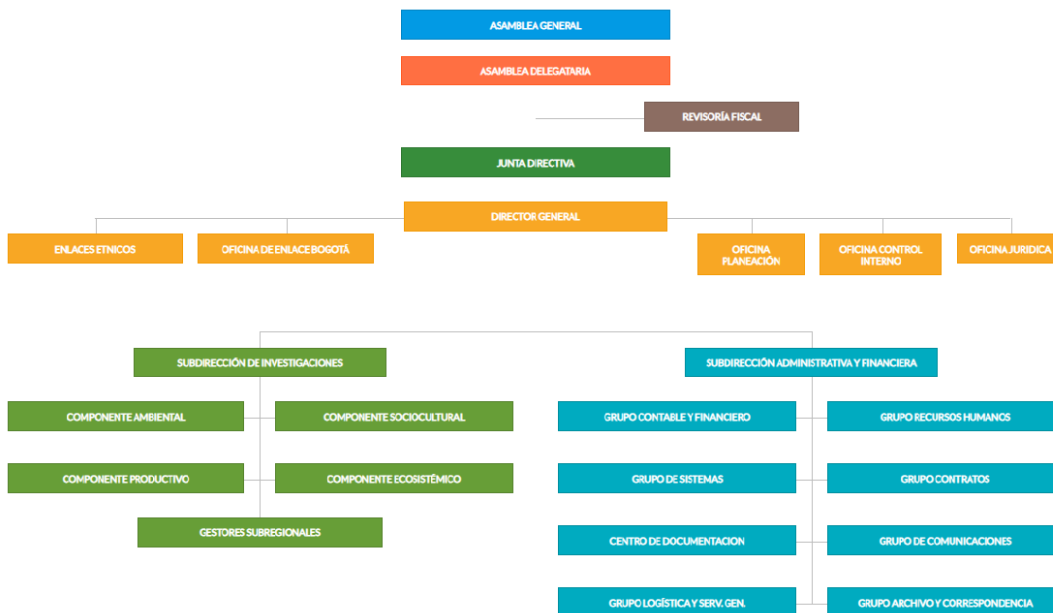 ASAMBLEA GENERAL
ASAMBLEA DELEGATARIA
REVISORÍA FISCAL
JUNTA DIRECTIVA
DIRECTOR GENERAL
ENLACES ETNICOS
OFICINA DE ENLACE BOGOTÁ
OFICINA
PLANEACIÓN
OFICINA CONTROL
INTERNO
OFICINA JURIDICA
SUBDIRECCIÓN DE INVESTIGACIONES
SUBDIRECCIÓN ADMINISTRATIVA Y FINANCIERA
COMPONENTE AMBIENTAL
COMPONENTE SOCIOCULTURAL
GRUPO CONTABLE Y FINANCIERO
GRUPO RECURSOS HUMANOS
COMPONENTE PRODUCTIVO
COMPONENTE ECOSISTÉMICO
GRUPO DE SISTEMAS
GRUPO CONTRATOS
GESTORES SUBREGIONALES
CENTRO DE DOCUMENTACION
GRUPO DE COMUNICACIONES
GRUPO LOGÍSTICA Y SERV. GEN.
GRUPO ARCHIVO Y CORRESPONDENCIA